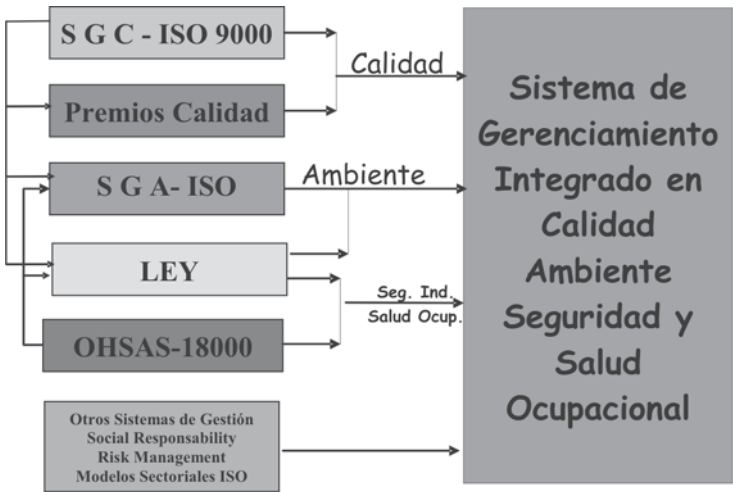 S G C - ISO 9000
Premios Calidad
S G A- ISO
LEY
OHSAS-18000
Otros Sistemas de Gestión
Social Responsability
Risk Management
Modelos Sectoriales ISO
Calidad
Ambiente
Seg. Ind.
Salud Ocup.
Sistema de
Gerenciamiento
Integrado en
Calidad
Ambiente
Seguridad y
Salud
Ocupacional